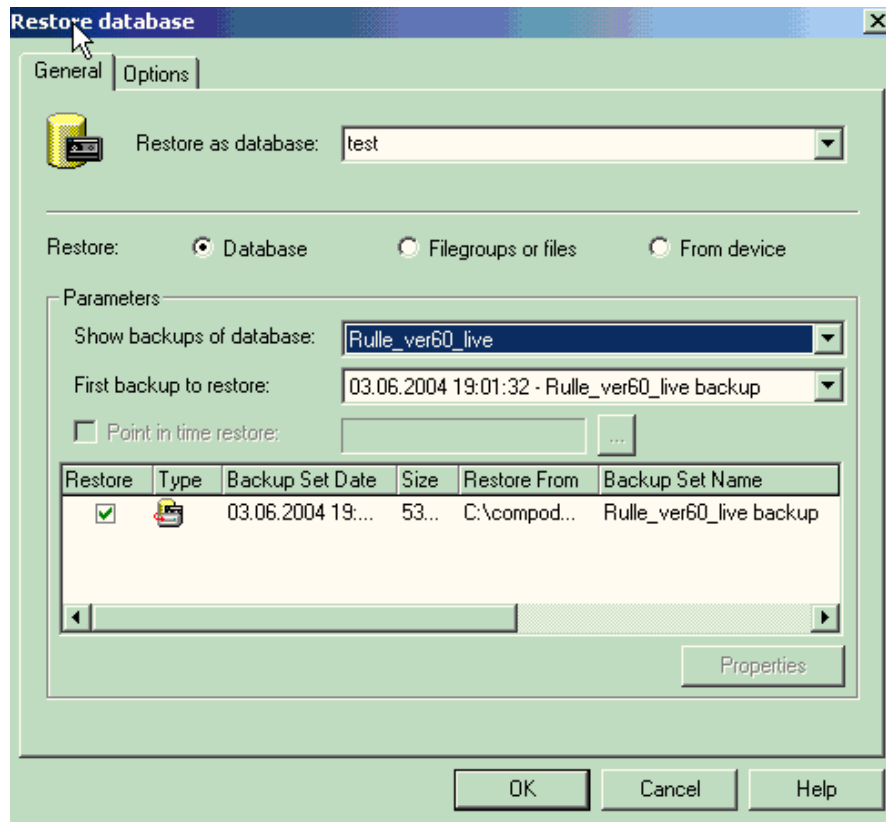 Restore database
General Options
Restore as database: test
Restore: Database Filegroups or files From device
Parameters
Show backups of database: Rulle_ver60_live
First backup to restore: 03.06.2004 19:01:32 - Rulle_ver60_live backup
Point in time restore: ...
Restore Type Backup Set Date Size Restore From Backup Set Name
03.06.2004 19:... 53... C:\compod... Rulle_ver60_live backup
Properties
OK Cancel Help